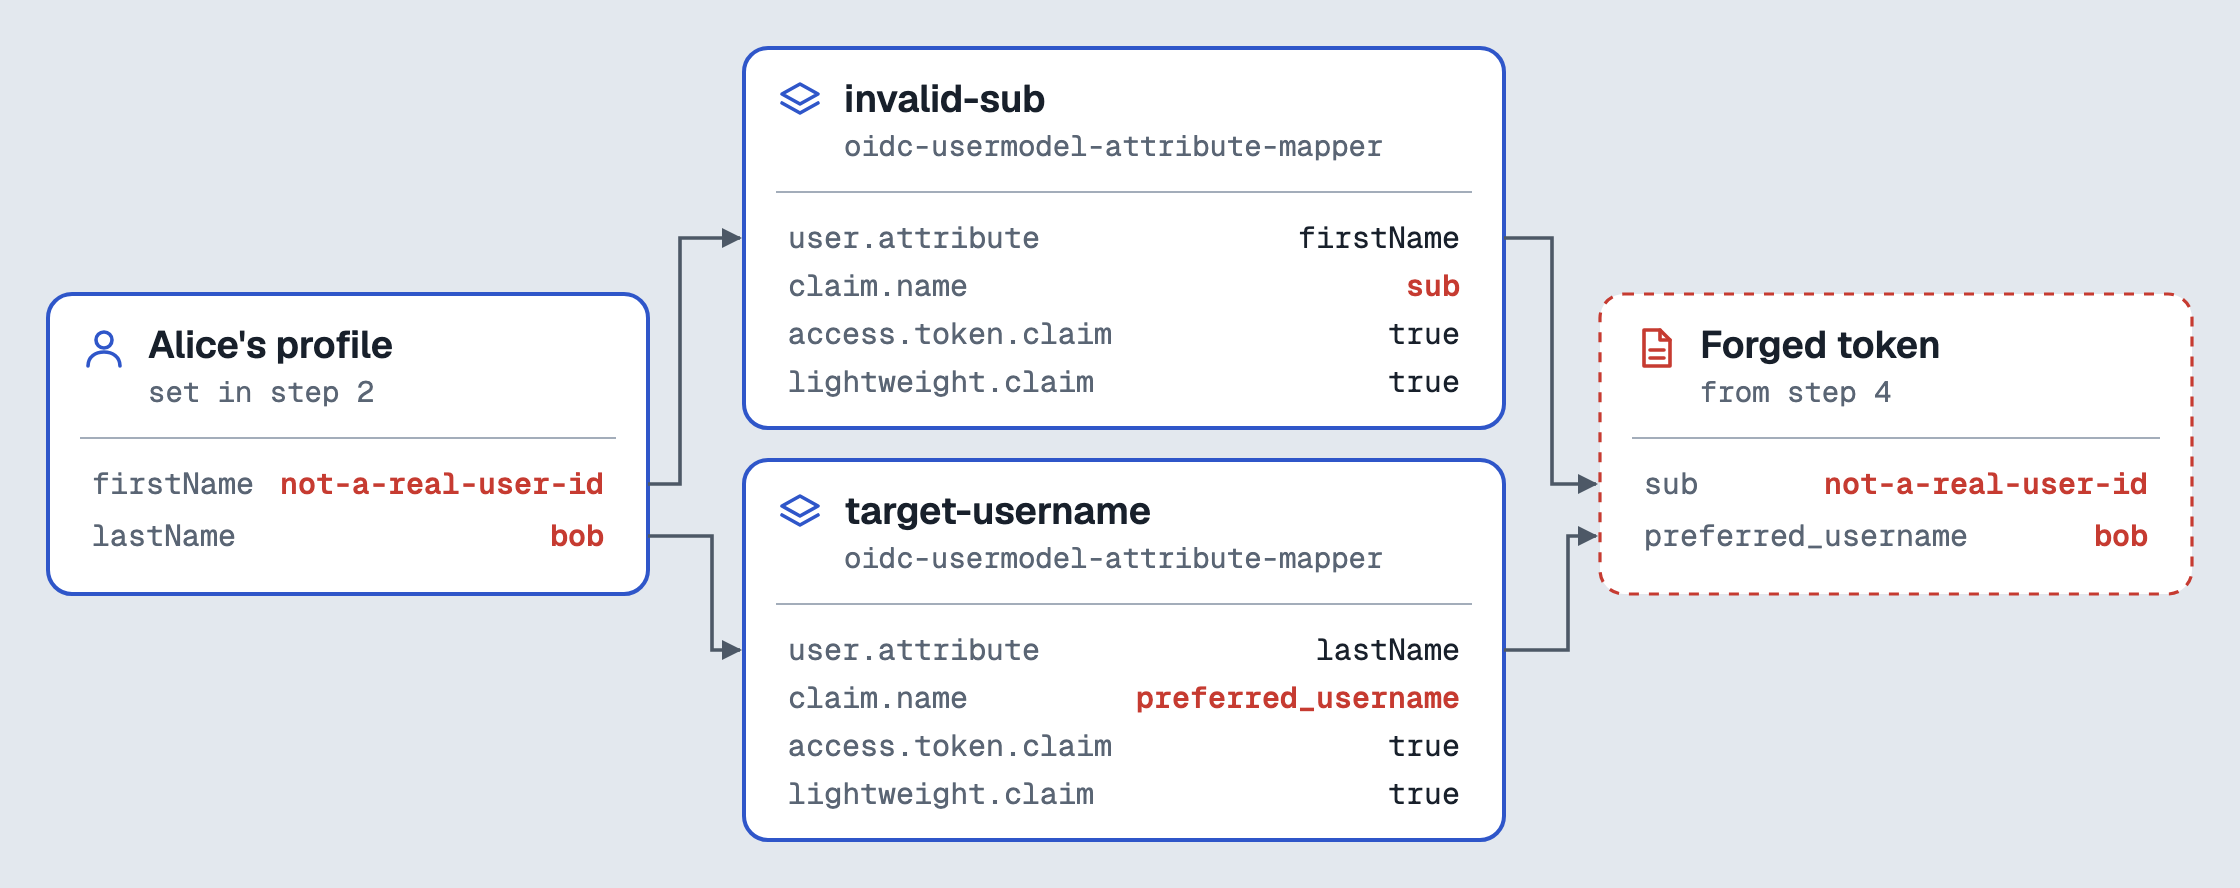 Alice's profile
set in step 2
firstName not-a-real-user-id
lastName bob
invalid-sub
oidc-usermodel-attribute-mapper
user.attribute firstName
claim.name sub
access.token.claim true
lightweight.claim true
target-username
oidc-usermodel-attribute-mapper
user.attribute lastName
claim.name preferred_username
access.token.claim true
lightweight.claim true
Forged token
from step 4
sub not-a-real-user-id
preferred_username bob